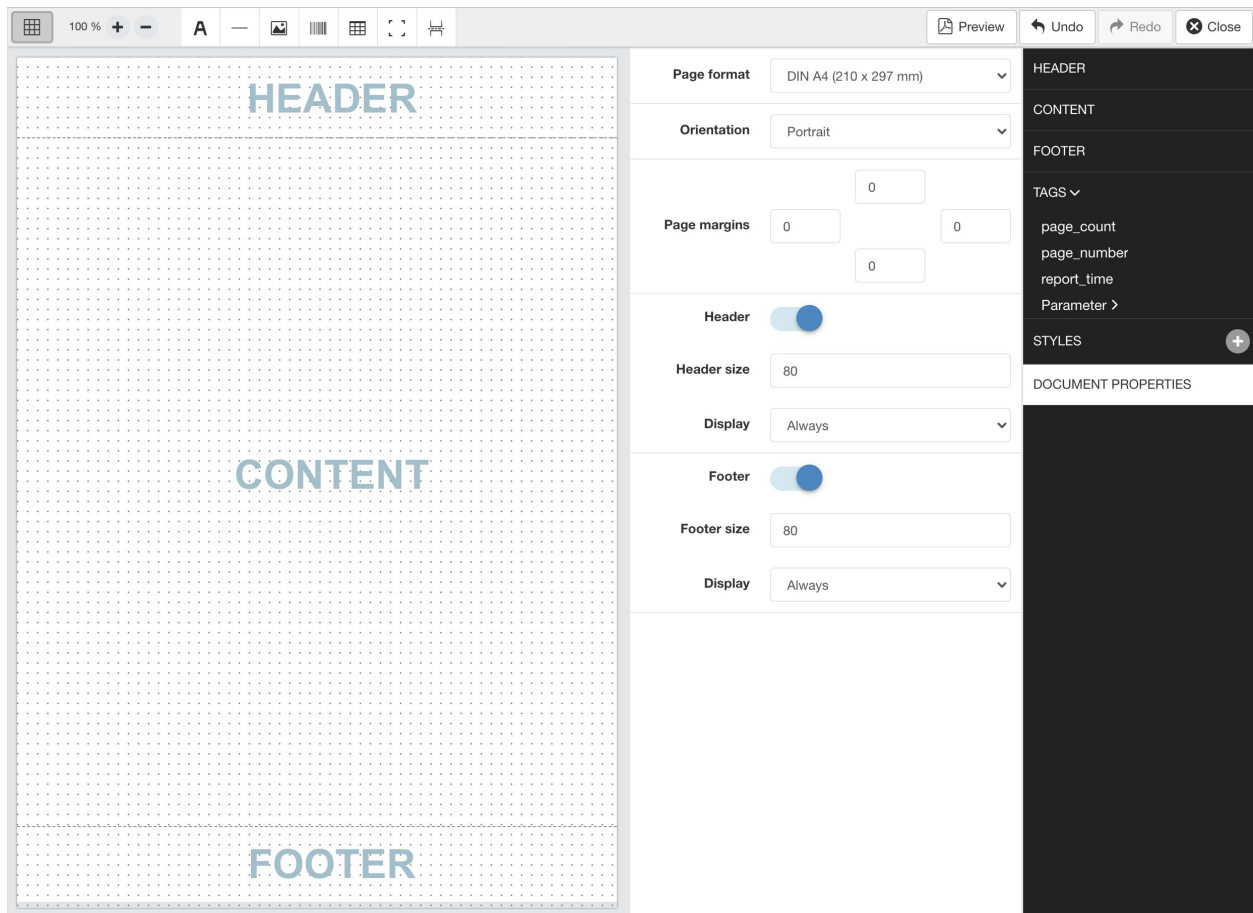 100 %
A
Preview
Undo
Redo
Close
HEADER
CONTENT
FOOTER
Page format
DIN A4 (210 x 297 mm)
Orientation
Portrait
Page margins
0
0
0
0
Header
Header size
80
Display
Always
Footer
Footer size
80
Display
Always
HEADER
CONTENT
FOOTER
TAGS
page_count
page_number
report_time
Parameter
STYLES
DOCUMENT PROPERTIES